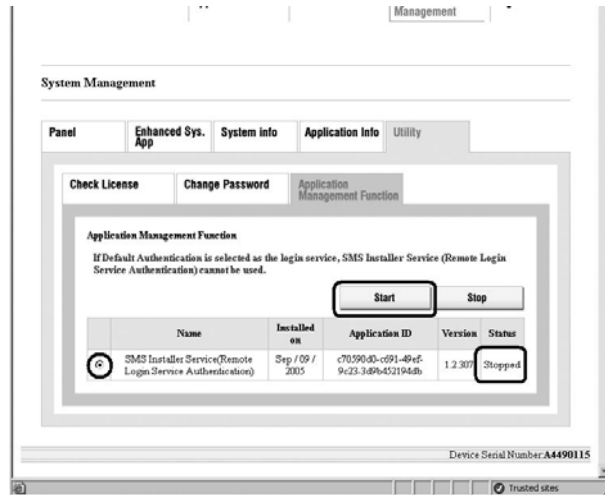 Management
System Management
Panel
Enhanced Sys.
App
System info
Application Info
Utility
Check License
Change Password
Application
Management Function
Application Management Function
If Default Authentication is selected as the login service, SMS Installer Service (Remote Login
Service Authentication) cannot be used.
Start
Stop
Name
Installed
on
Application ID
Version
Status
SMS Installer Service(Remote
Login Service Authentication)
Sep / 09 /
2005
c70590d0-c691-49ef-
9c23-3d9b452194db
1.2.307
Stopped
Device Serial Number:A4490115
Trusted sites